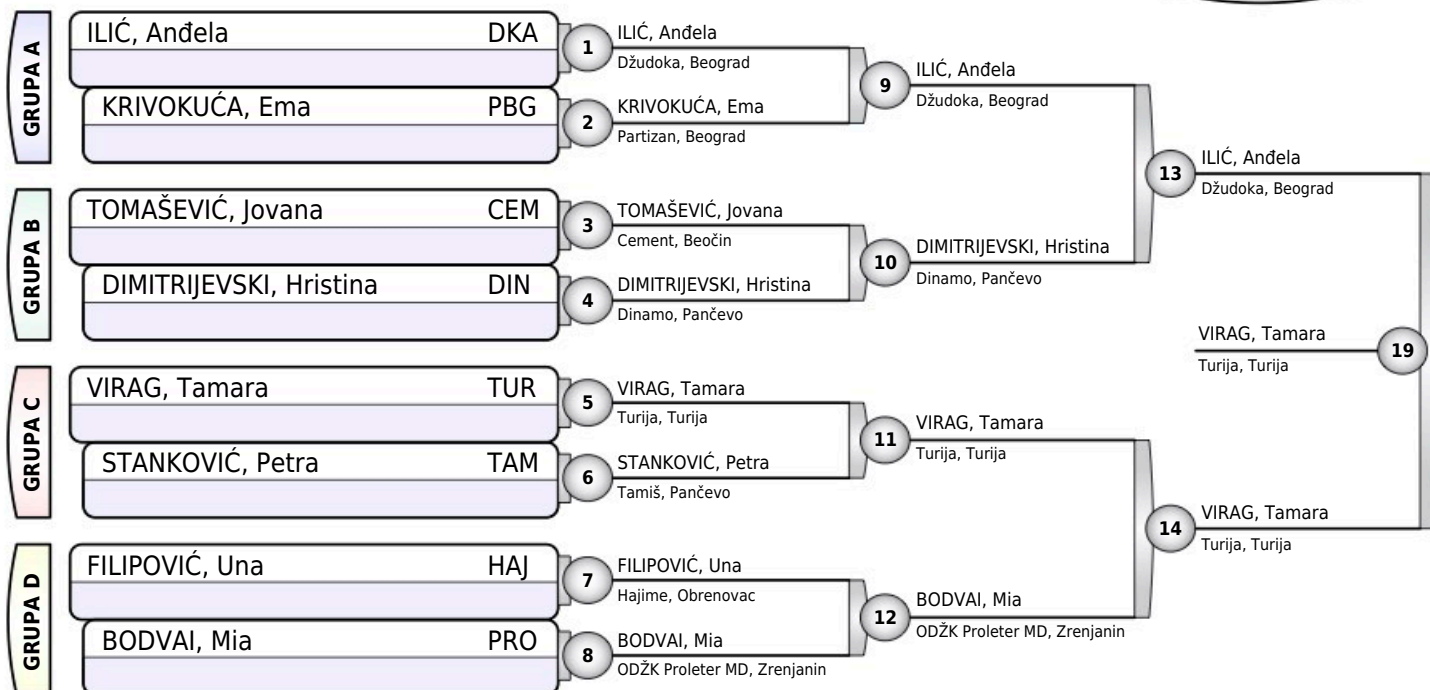 GRUPA A
ILIĆ, Anđela DKA
KRIVOKUĆA, Ema PBG
GRUPA B
TOMAŠEVIĆ, Jovana CEM
DIMITRIJEVSKI, Hristina DIN
GRUPA C
VIRAG, Tamara TUR
STANKOVIĆ, Petra TAM
GRUPA D
FILIPOVIĆ, Una HAJ
BODVAI, Mia PRO
1
ILIĆ, Anđela
Džudoka, Beograd
2
KRIVOKUĆA, Ema
Partizan, Beograd
3
TOMAŠEVIĆ, Jovana
Cement, Beočin
4
DIMITRIJEVSKI, Hristina
Dinamo, Pančevo
5
VIRAG, Tamara
Turija, Turija
6
STANKOVIĆ, Petra
Tamiš, Pančevo
7
FILIPOVIĆ, Una
Hajime, Obrenovac
8
BODVAI, Mia
ODŽK Proleter MD, Zrenjanin
9
ILIĆ, Anđela
Džudoka, Beograd
10
DIMITRIJEVSKI, Hristina
Dinamo, Pančevo
11
VIRAG, Tamara
Turija, Turija
12
BODVAI, Mia
ODŽK Proleter MD, Zrenjanin
13
ILIĆ, Anđela
Džudoka, Beograd
14
VIRAG, Tamara
Turija, Turija
VIRAG, Tamara
Turija, Turija
19